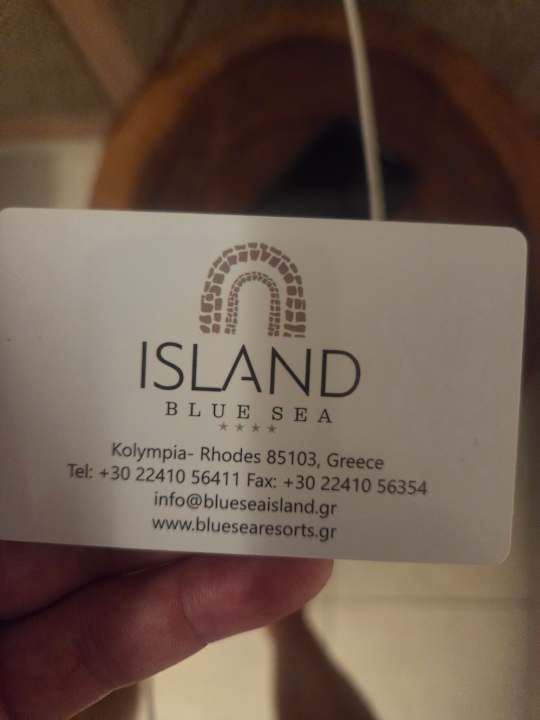 ISLAND
BLUE SEA
★★★★
Kolympia- Rhodes 85103, Greece
Tel: +30 22410 56411 Fax: +30 22410 56354
info@blueseaisland.gr
www.bluesearesorts.gr